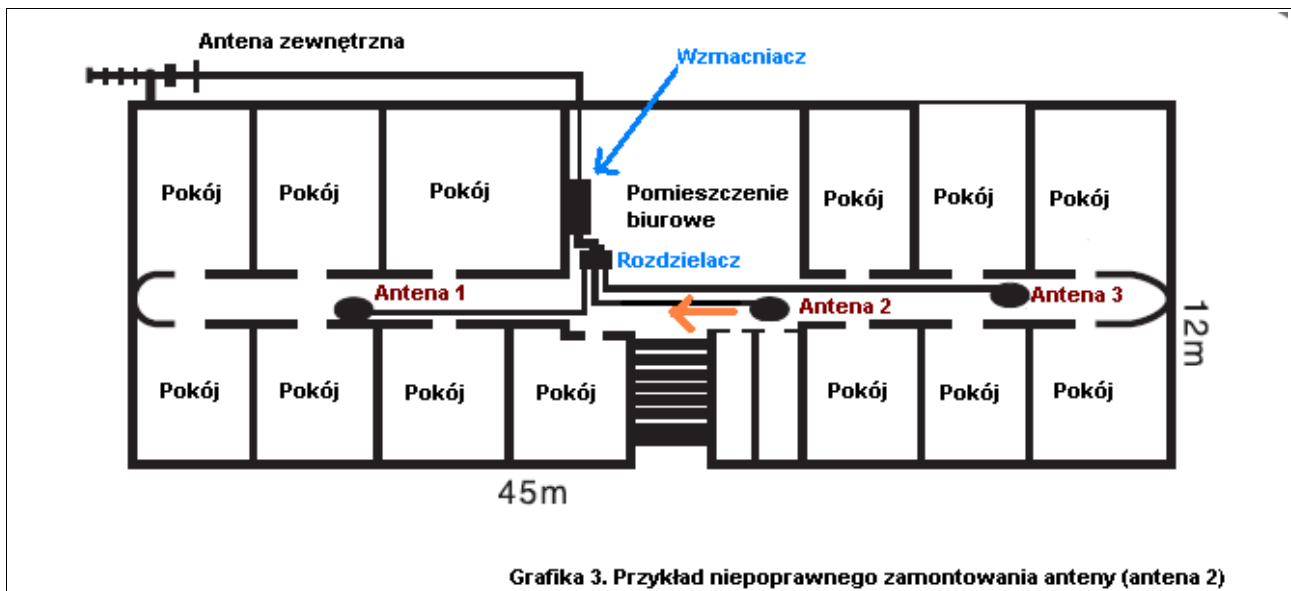 Antena zewnętrzna
Wzmacniacz
Pokój
Pokój
Pokój
Pomieszczenie
biurowe
Pokój
Pokój
Pokój
Rozdzielacz
Antena 1
Antena 2
Antena 3
12m
Pokój
Pokój
Pokój
Pokój
Pokój
Pokój
Pokój
45m
Grafika 3. Przykład niepoprawnego zamontowania anteny (antena 2)